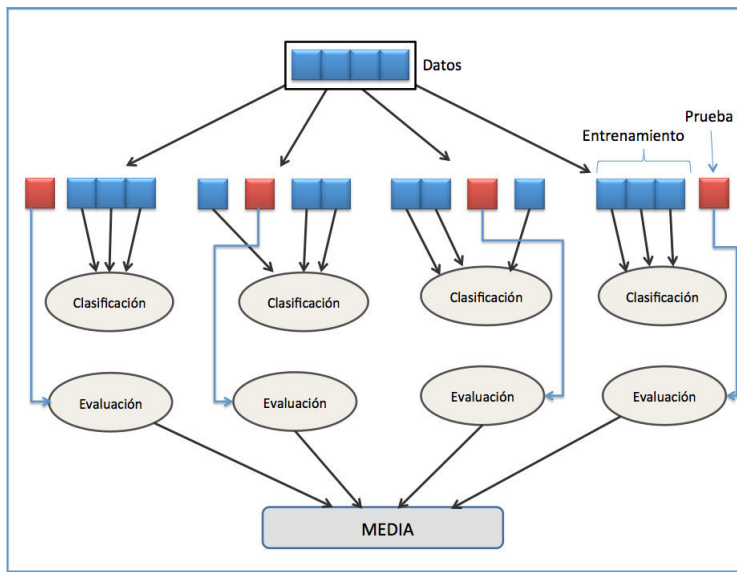 Datos
Prueba
Entrenamiento
Clasificación
Clasificación
Clasificación
Clasificación
Evaluación
Evaluación
Evaluación
Evaluación
MEDIA